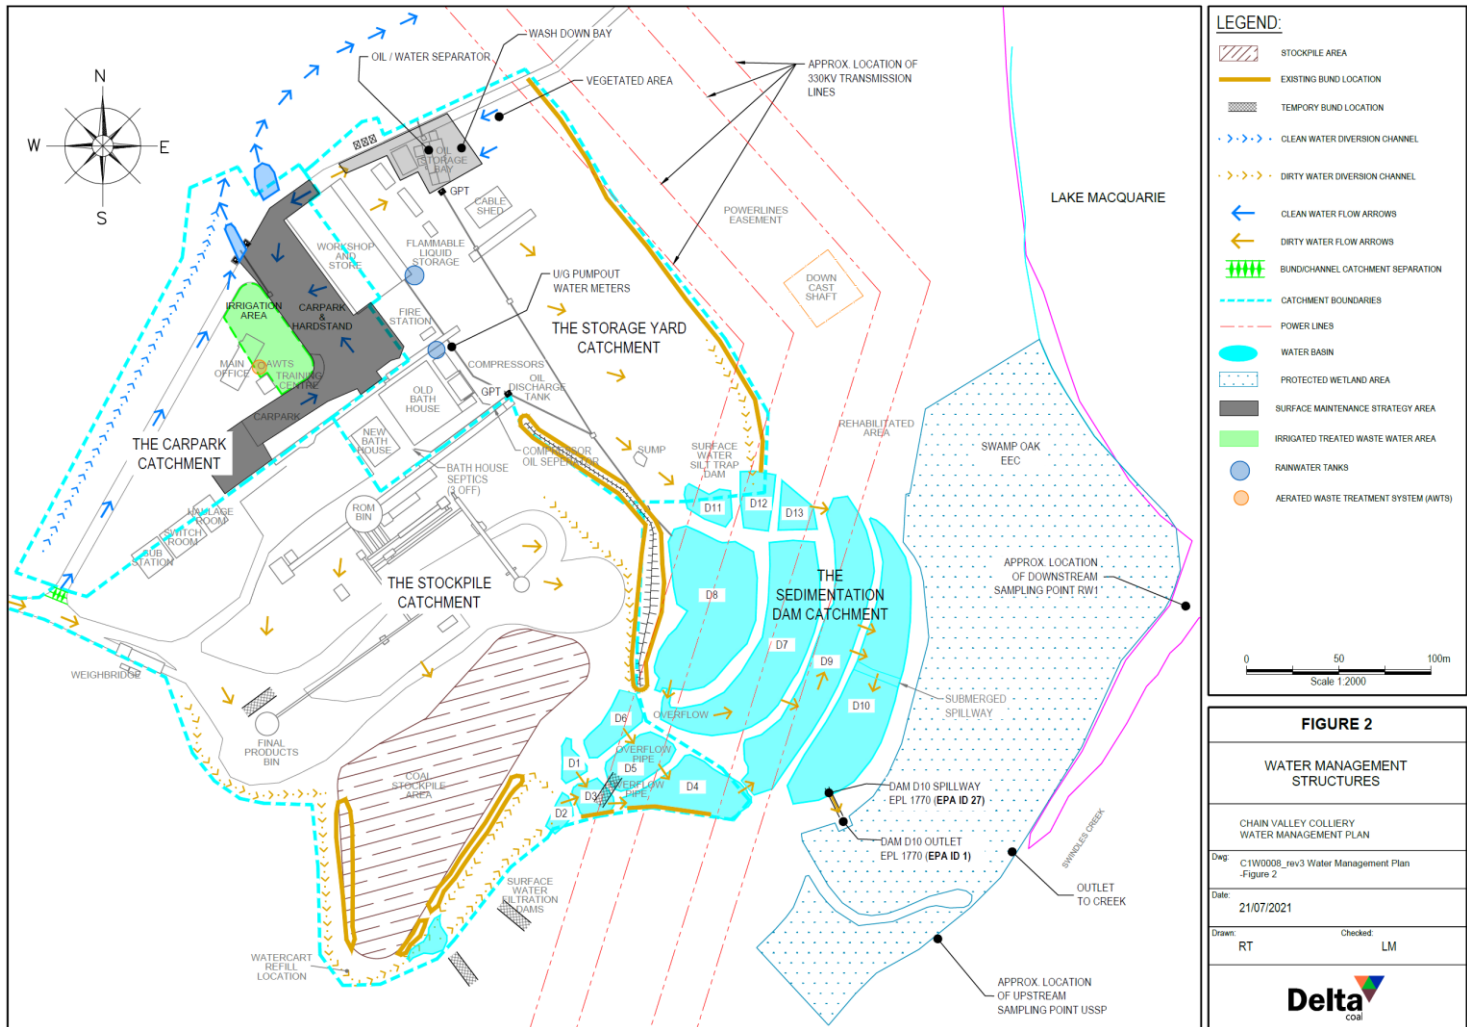 WASH DOWN BAY
OIL / WATER SEPARATOR
VEGETATED AREA
APPROX. LOCATION OF
330KV TRANSMISSION
LINES
N
W
E
S
OIL
STORAGE
BAY
GPT
CABLE
SHED
POWERLINES
EASEMENT
LAKE MACQUARIE
WORKSHOP
AND
STORE
FLAMMABLE
LIQUID
STORAGE
U/G PUMPOUT
WATER METERS
DOWN
CAST
SHAFT
IRRIGATION
AREA
CARPARK
&
HARDSTAND
FIRE
STATION
THE STORAGE YARD
CATCHMENT
MAIN
OFFICE
AWTS
TRAINING
CENTRE
COMPRESSORS
OIL
DISCHARGE
TANK
GPT
OLD
BATH
HOUSE
CARPARK
THE CARPARK
CATCHMENT
NEW
BATH
HOUSE
COMPRESSOR
OIL SEPERATOR
BATH HOUSE
SEPTICS
(3 OFF)
SUMP
SURFACE
WATER
SILT TRAP
DAM
REHABILITATED
AREA
SWAMP OAK
EEC
HAULAGE
ROOM
SWITCH
ROOM
SUB
STATION
ROM
BIN
D11
D12
D13
THE STOCKPILE
CATCHMENT
THE
SEDIMENTATION
DAM CATCHMENT
D8
D7
D9
D10
APPROX. LOCATION
OF DOWNSTREAM
SAMPLING POINT RW1
WEIGHBRIDGE
FINAL
PRODUCTS
BIN
D6
OVERFLOW
SUBMERGED
SPILLWAY
OVERFLOW
PIPE
D1
D5
OVERFLOW
PIPE
D3
D4
D2
COAL
STOCKPILE
AREA
DAM D10 SPILLWAY
EPL 1770 (EPA ID 27)
DAM D10 OUTLET
EPL 1770 (EPA ID 1)
SWINDLES CREEK
OUTLET
TO CREEK
SURFACE
WATER
FILTRATION
DAMS
WATERCART
REFILL
LOCATION
APPROX. LOCATION
OF UPSTREAM
SAMPLING POINT USSP
LEGEND:
STOCKPILE AREA
EXISTING BUND LOCATION
TEMPORY BUND LOCATION
CLEAN WATER DIVERSION CHANNEL
DIRTY WATER DIVERSION CHANNEL
CLEAN WATER FLOW ARROWS
DIRTY WATER FLOW ARROWS
BUND/CHANNEL CATCHMENT SEPARATION
CATCHMENT BOUNDARIES
POWER LINES
WATER BASIN
PROTECTED WETLAND AREA
SURFACE MAINTENANCE STRATEGY AREA
IRRIGATED TREATED WASTE WATER AREA
RAINWATER TANKS
AERATED WASTE TREATMENT SYSTEM (AWTS)
0 50 100m
Scale 1:2000
FIGURE 2
WATER MANAGEMENT
STRUCTURES
CHAIN VALLEY COLLIERY
WATER MANAGEMENT PLAN
Dwg: C1W0008_rev3 Water Management Plan
-Figure 2
Date:
21/07/2021
Drawn: Checked:
RT LM
Delta
coal